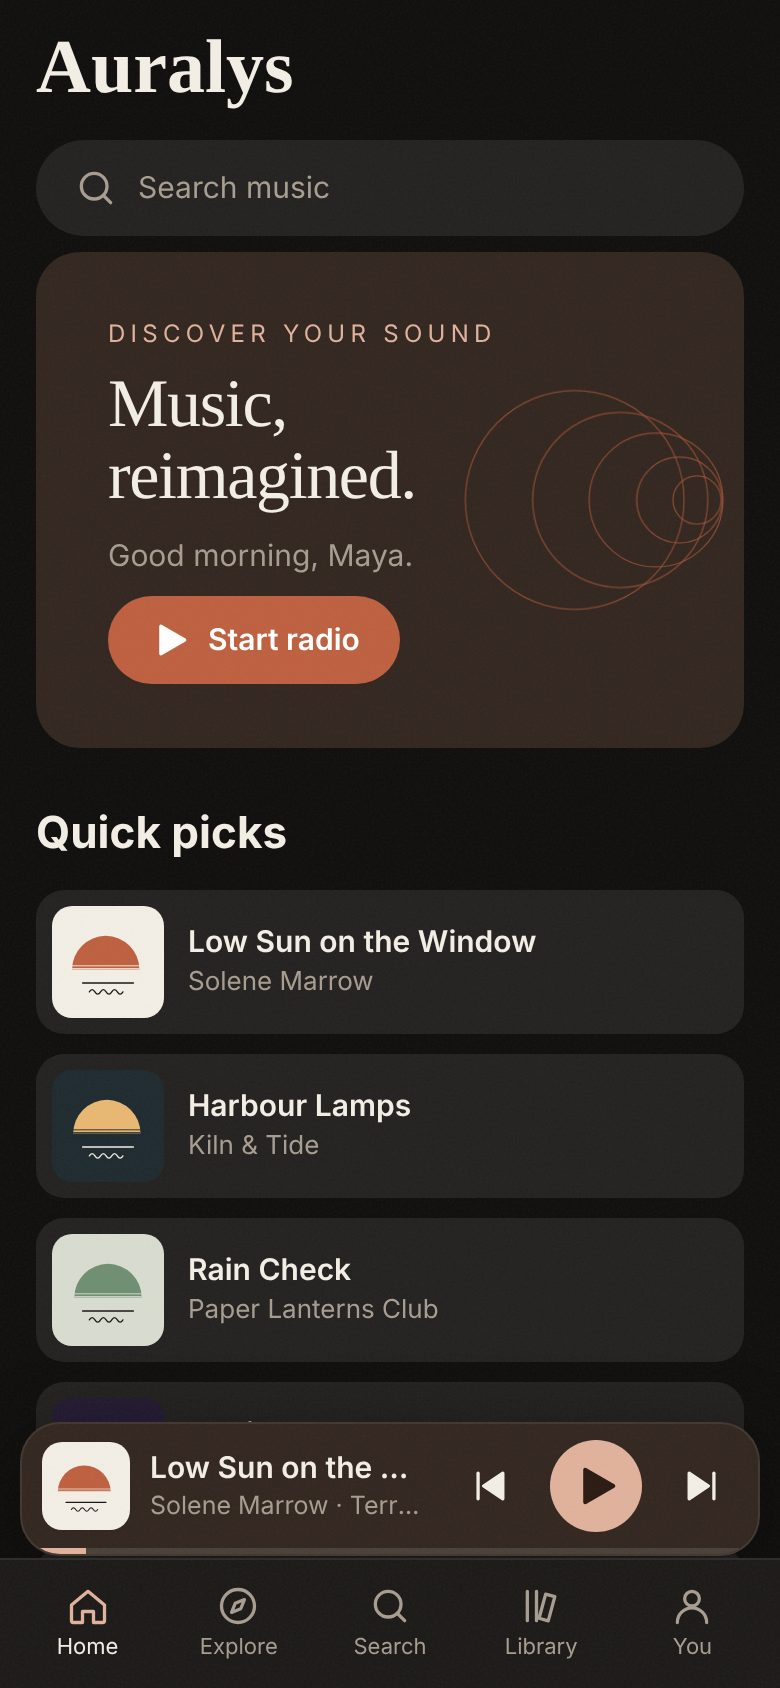 Auralys
Search music
DISCOVER YOUR SOUND
Music,
reimagined.
Good morning, Maya.
Start radio
Quick picks
Low Sun on the Window
Solene Marrow
Harbour Lamps
Kiln & Tide
Rain Check
Paper Lanterns Club
Low Sun on the ...
Solene Marrow · Terr...
Home
Explore
Search
Library
You